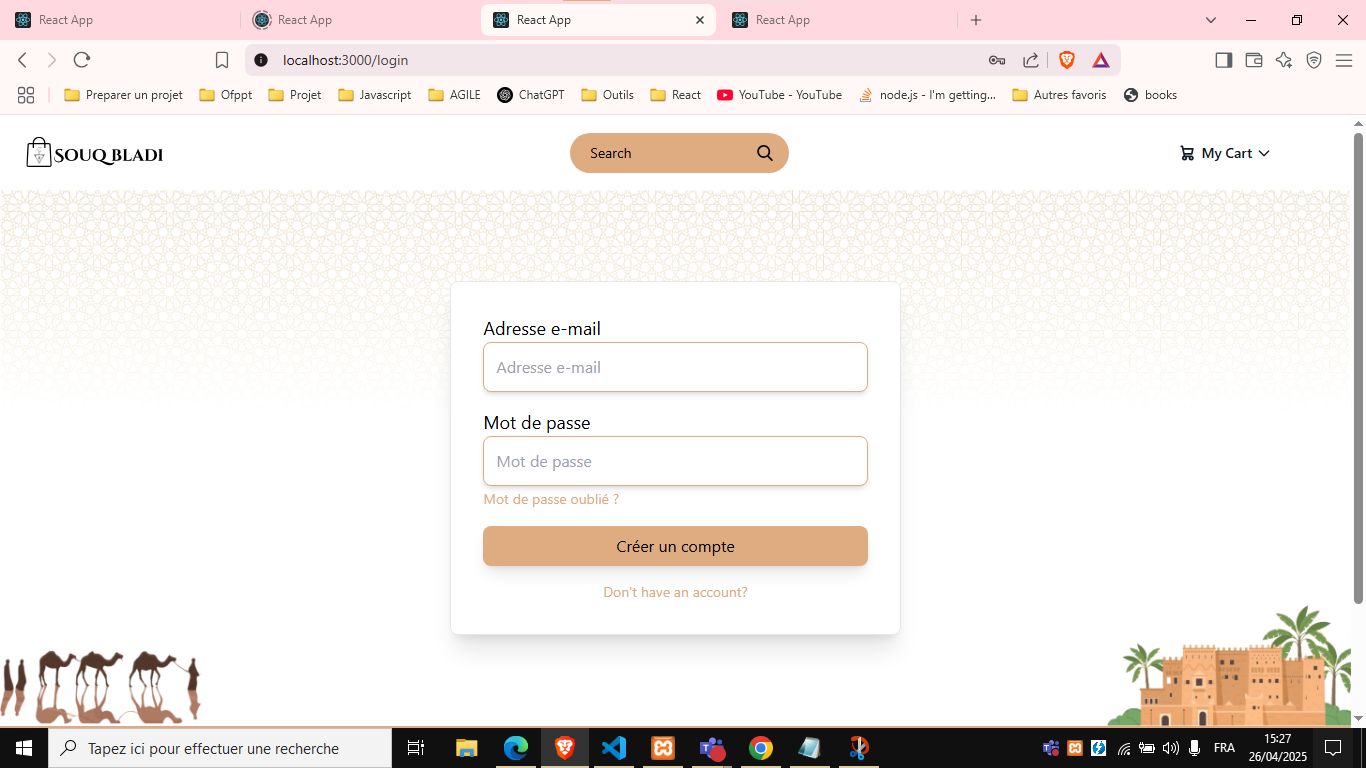 React App
React App
React App
React App
localhost:3000/login
Preparer un projet
Ofppt
Projet
Javascript
AGILE
ChatGPT
Outils
React
YouTube - YouTube
node.js - I'm getting...
Autres favoris
books
SOUQ BLADI
Search
My Cart
Adresse e-mail
Adresse e-mail
Mot de passe
Mot de passe
Mot de passe oublié ?
Créer un compte
Don't have an account?
Tapez ici pour effectuer une recherche
FRA
15:27
26/04/2025